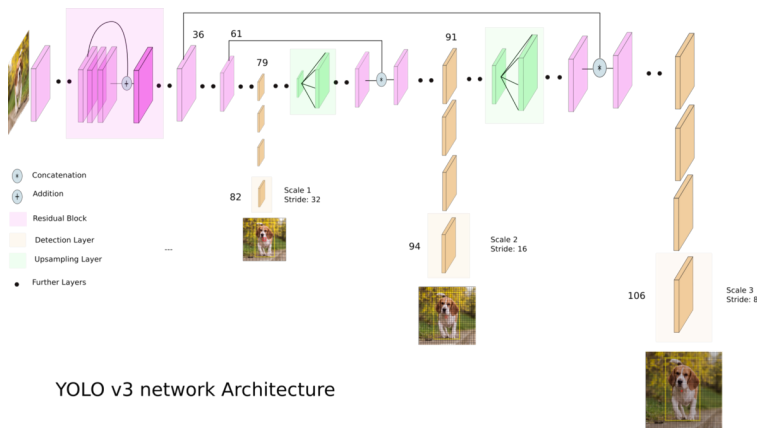 36
61
91
79
82
Scale 1
Stride: 32
94
Scale 2
Stride: 16
106
Scale 3
Stride: 8
Concatenation
Addition
Residual Block
Detection Layer
Upsampling Layer
Further Layers
...
YOLO v3 network Architecture